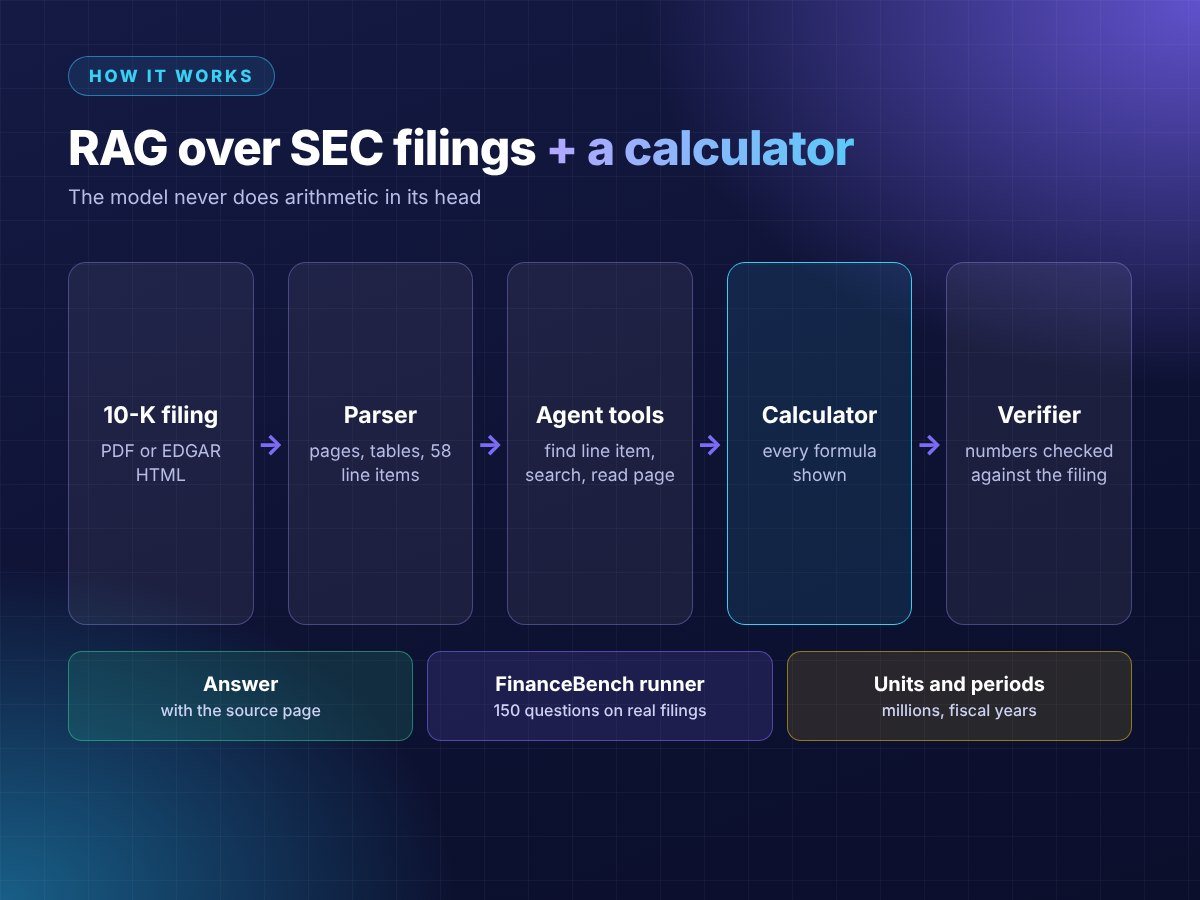 HOW IT WORKS
RAG over SEC filings + a calculator
The model never does arithmetic in its head
10-K filing
PDF or EDGAR
HTML
→
Parser
pages, tables, 58
line items
→
Agent tools
find line item,
search, read page
→
Calculator
every formula
shown
→
Verifier
numbers checked
against the filing
Answer
with the source page
FinanceBench runner
150 questions on real filings
Units and periods
millions, fiscal years